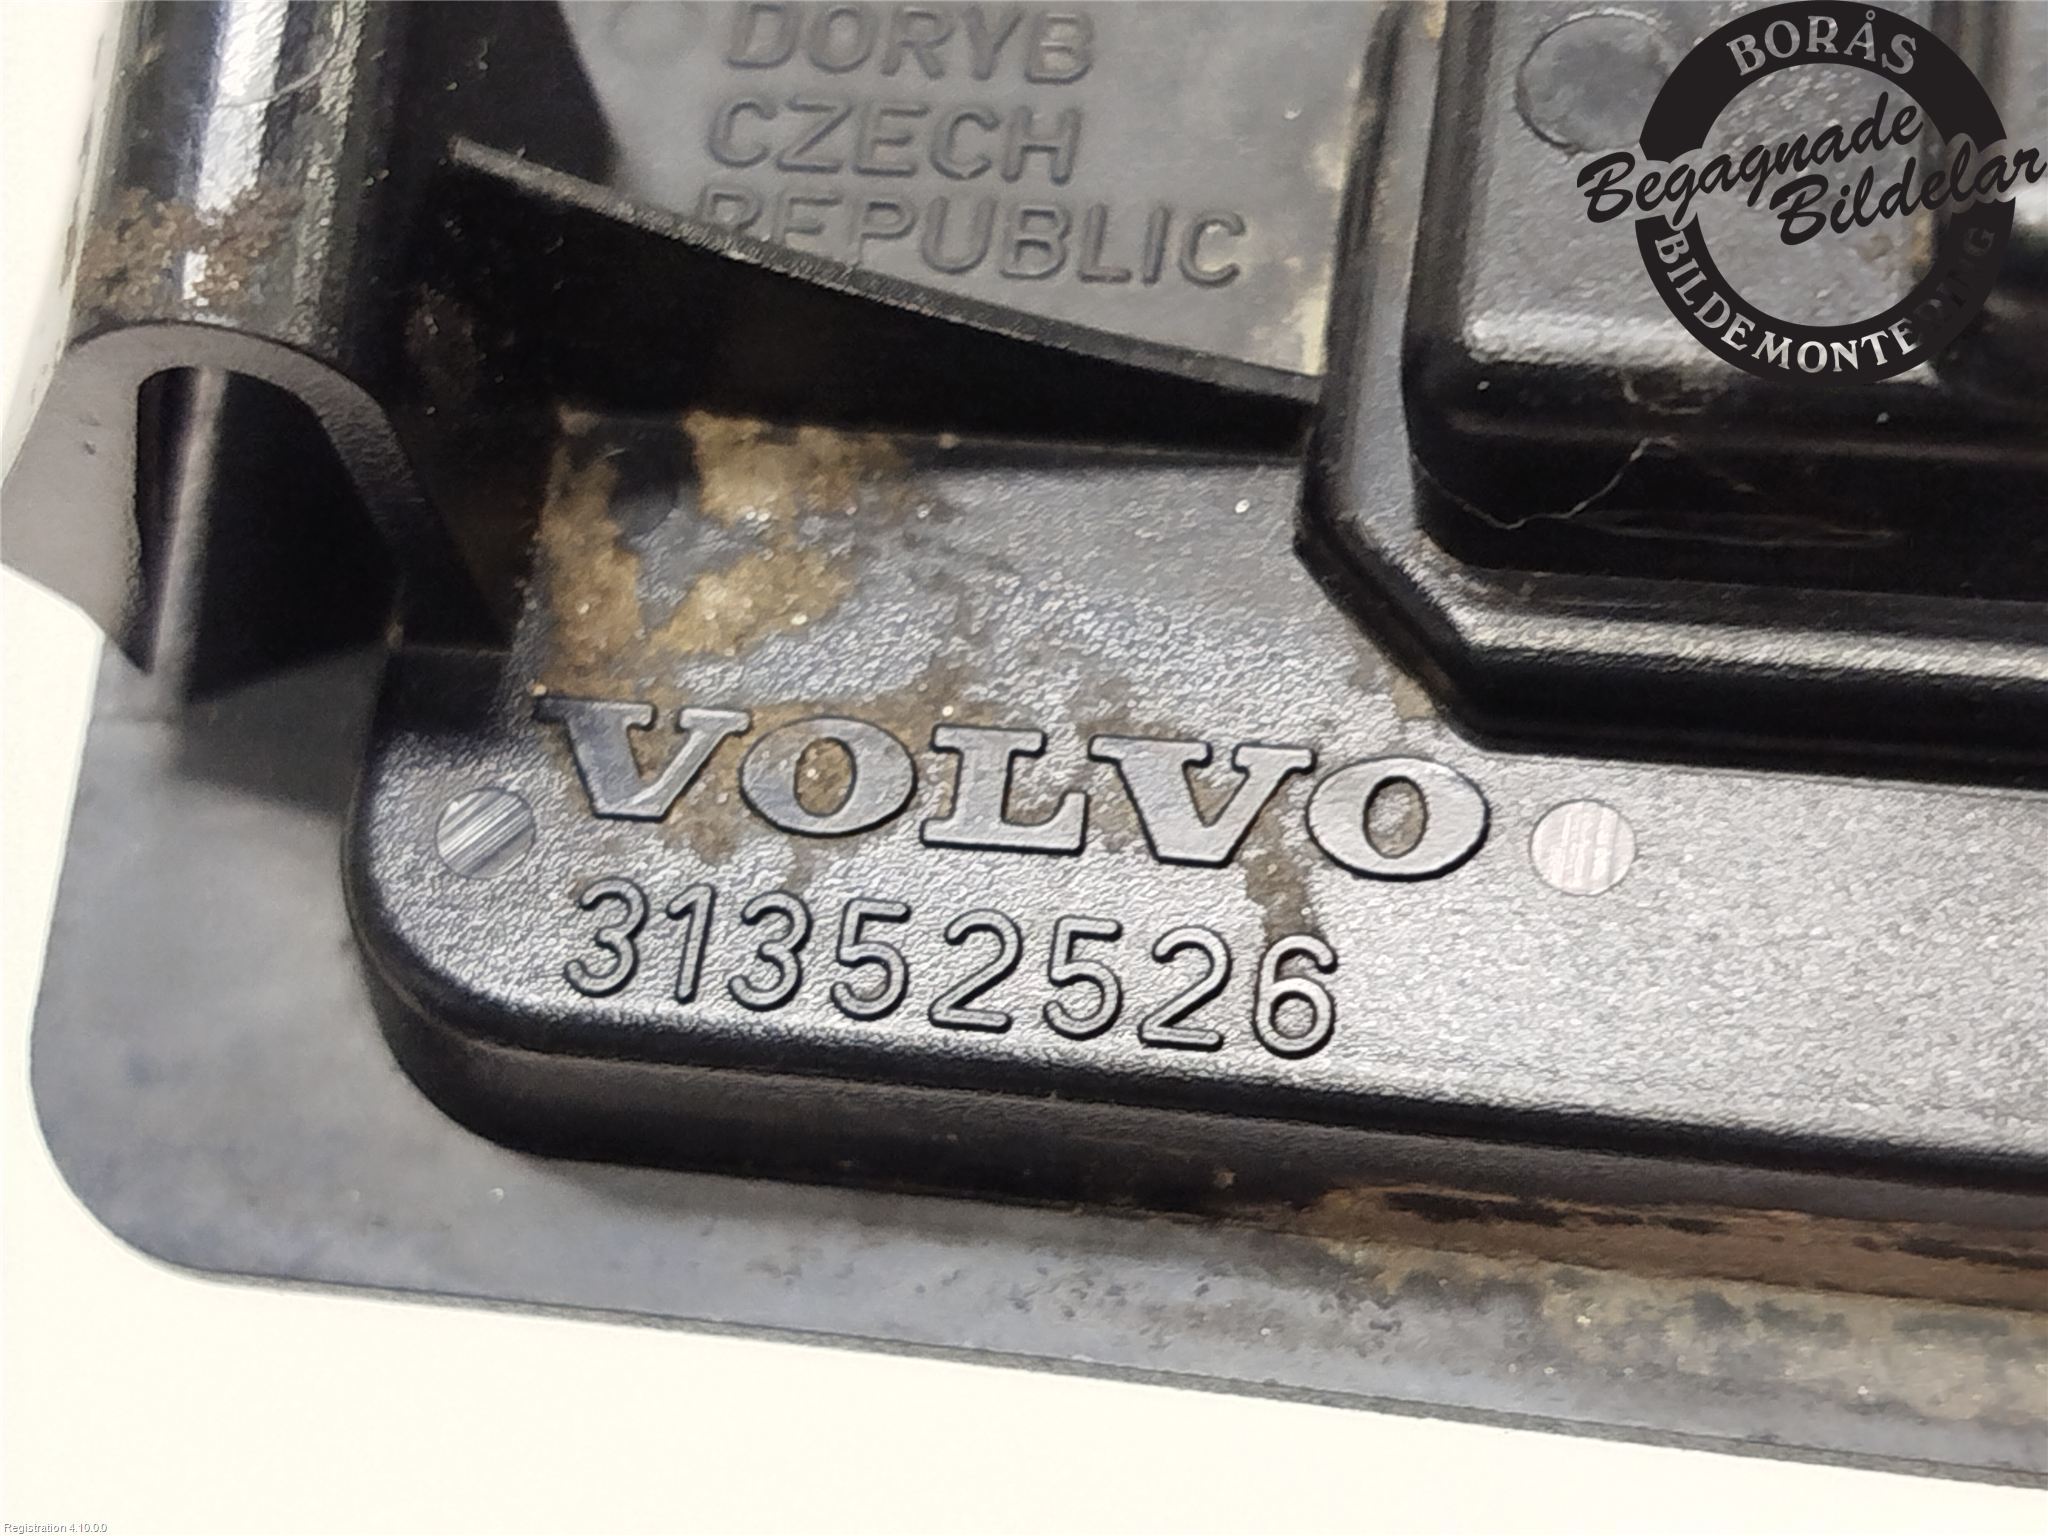 DORYB
CZECH
REPUBLIC
BORÅS
Begagnade
Bildelar
BILDEMONTERING
VOLVO
31352526
Registration 4.10.0.0